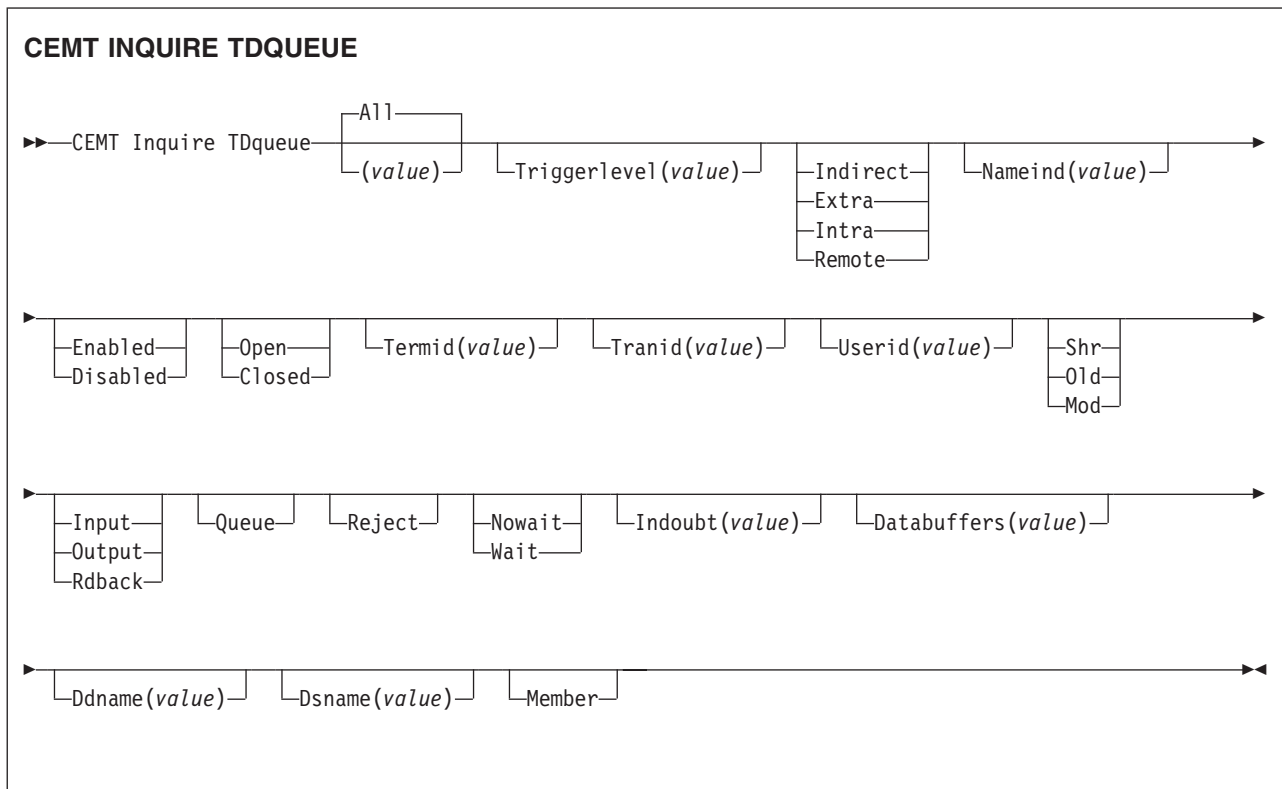 CEMT INQUIRE TDQUEUE
All
CEMT Inquire TDqueue
(value)
Triggerlevel(value)
Indirect
Extra
Intra
Remote
Nameind(value)
Enabled
Disabled
Open
Closed
Termid(value)
Tranid(value)
Userid(value)
Shr
Old
Mod
Input
Output
Rdback
Queue
Reject
Nowait
Wait
Indoubt(value)
Databuffers(value)
Ddname(value)
Dsname(value)
Member